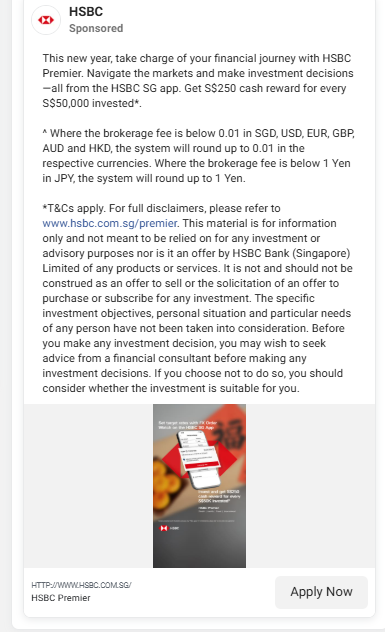 HSBC
Sponsored
This new year, take charge of your financial journey with HSBC
Premier. Navigate the markets and make investment decisions
—all from the HSBC SG app. Get S$250 cash reward for every
S$50,000 invested*.
^ Where the brokerage fee is below 0.01 in SGD, USD, EUR, GBP,
AUD and HKD, the system will round up to 0.01 in the
respective currencies. Where the brokerage fee is below 1 Yen
in JPY, the system will round up to 1 Yen.
*T&Cs apply. For full disclaimers, please refer to
www.hsbc.com.sg/premier. This material is for information
only and not meant to be relied on for any investment or
advisory purposes nor is it an offer by HSBC Bank (Singapore)
Limited of any products or services. It is not and should not be
construed as an offer to sell or the solicitation of an offer to
purchase or subscribe for any investment. The specific
investment objectives, personal situation and particular needs
of any person have not been taken into consideration. Before
you make any investment decision, you may wish to seek
advice from a financial consultant before making any
investment decisions. If you choose not to do so, you should
consider whether the investment is suitable for you.
HSBC
HTTP://WWW.HSBC.COM.SG/
HSBC Premier
Apply Now